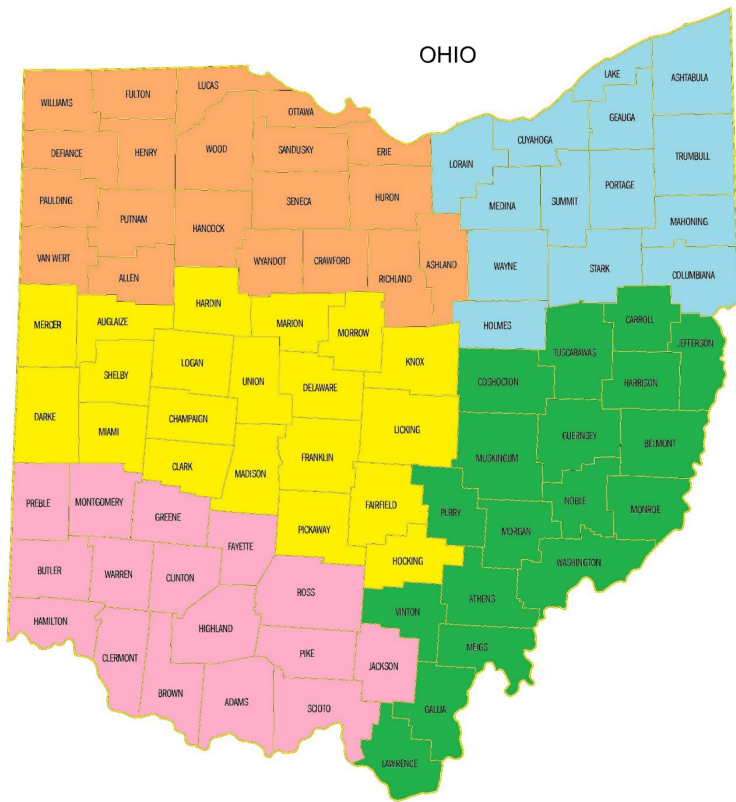 OHIO
WILLIAMS
FULTON
LUCAS
OTTAWA
LAKE
ASHTABULA
GEAUGA
CUYAHOGA
DEFIANCE
HENRY
WOOD
SANDUSKY
ERIE
LORAIN
TRUMBULL
PAULDING
PUTNAM
SENECA
HURON
MEDINA
SUMMIT
PORTAGE
MAHONING
VAN WERT
ALLEN
HANCOCK
WYANDOT
CRAWFORD
RICHLAND
ASHLAND
WAYNE
STARK
COLUMBIANA
MERCER
AUGLAIZE
HARDIN
MARION
MORROW
HOLMES
CARROLL
JEFFERSON
SHELBY
LOGAN
UNION
DELAWARE
KNOX
COSHOCTON
TUSCARAWAS
HARRISON
DARKE
MIAMI
CHAMPAIGN
CLARK
MADISON
FRANKLIN
LICKING
MUSKINGUM
GUERNSEY
BELMONT
PREBLE
MONTGOMERY
GREENE
FAYETTE
PICKAWAY
FAIRFIELD
PLRRY
MORGAN
NOBLE
MONROE
HOCKING
WASHINGTON
BUTLER
WARREN
CLINTON
ROSS
VINTON
ATHENS
HAMILTON
CLERMONT
HIGHLAND
PIKE
JACKSON
MEIGS
BROWN
ADAMS
SCIOTO
GALLIA
LAWRENCE